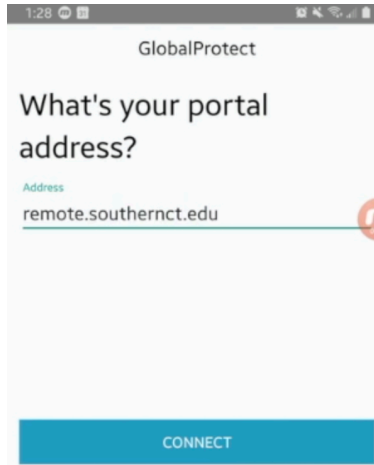 1:28
GlobalProtect
What's your portal
address?
Address
remote.southernct.edu
CONNECT